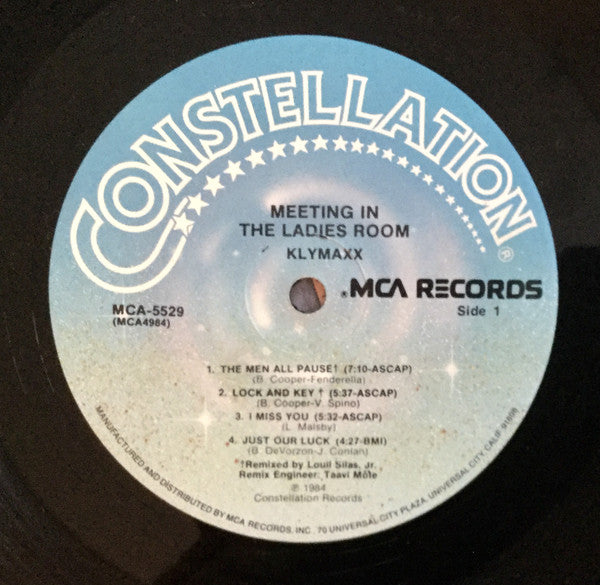 CONSTELLATION®
MEETING IN
THE LADIES ROOM
KLYMAXX
®MCA RECORDS
MCA-5529
(MCA4984)
Side 1
1. THE MEN ALL PAUSE† (7:10-ASCAP)
(B. Cooper-Fenderella)
2. LOCK AND KEY † (5:37-ASCAP)
(B. Cooper-V. Spino)
3. I MISS YOU (5:32-ASCAP)
(L. Malsby)
4. JUST OUR LUCK (4:27-BMI)
(B. DeVorzon-J. Conlan)
†Remixed by Louil Silas, Jr.
Remix Engineer: Taavi Mote
℗ 1984
Constellation Records
MANUFACTURED AND DISTRIBUTED BY MCA RECORDS, INC. 70 UNIVERSAL CITY PLAZA, UNIVERSAL CITY, CALIF. 91608